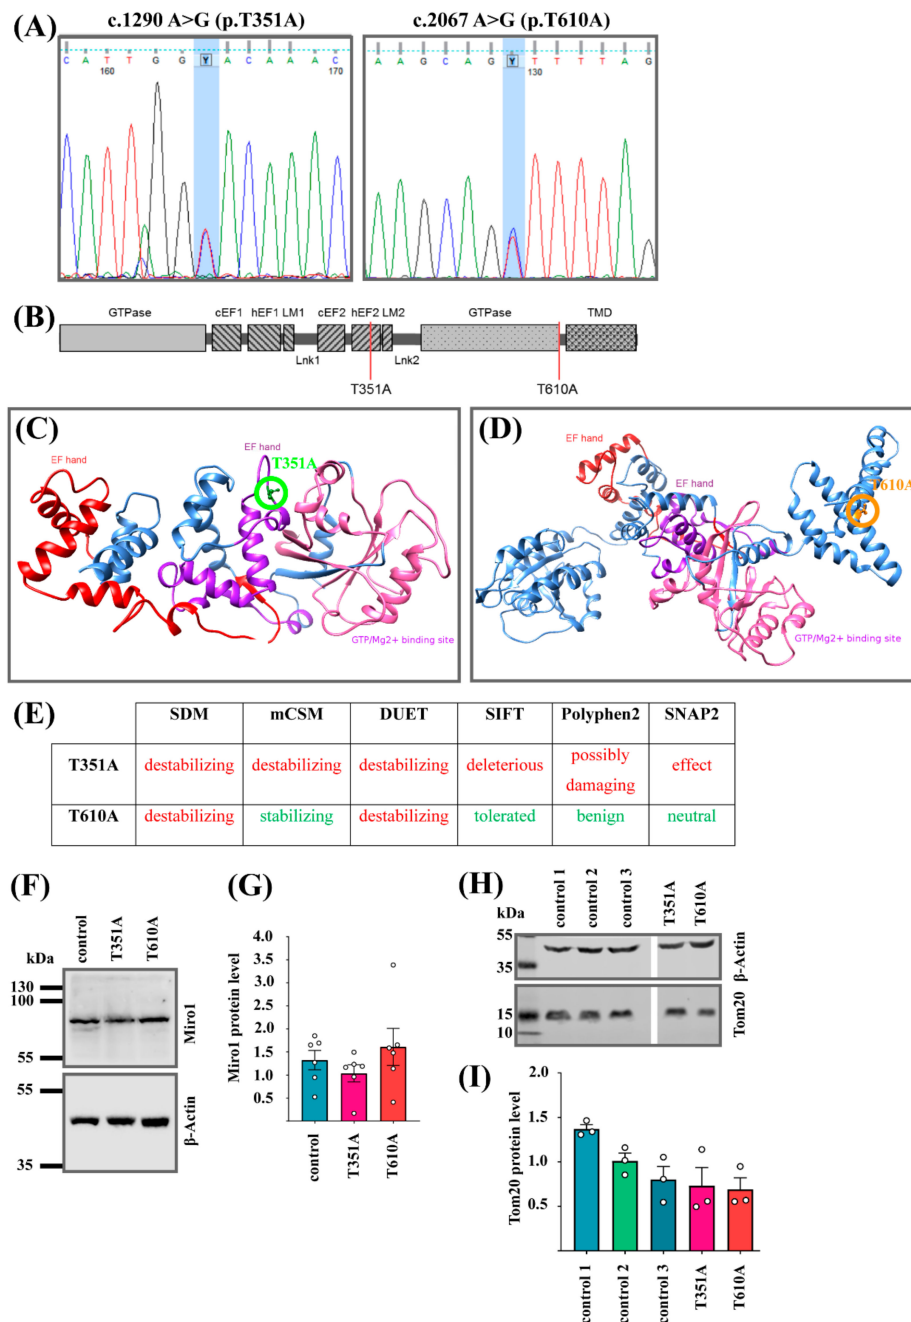 (A)
c.1290 A>G (p.T351A)
c.2067 A>G (p.T610A)
C A T T G G Y A C A A A C
160
170
A A G C A G Y T T T T A G
130
(B)
GTPase cEF1 hEF1 LM1 cEF2 hEF2 LM2 GTPase TMD
Lnk1 Lnk2
T351A T610A
(C)
EF hand
EF hand
T351A
GTP/Mg2+ binding site
(D)
EF hand
EF hand
T610A
GTP/Mg2+ binding site
(E)
SDM mCSM DUET SIFT Polyphen2 SNAP2
T351A destabilizing destabilizing destabilizing deleterious possibly damaging effect
T610A destabilizing stabilizing destabilizing tolerated benign neutral
(F)
control T351A T610A
kDa
130
100
55
Miro1
55
35
β-Actin
(G)
Miro1 protein level
4.0
3.5
3.0
2.5
2.0
1.5
1.0
0.5
control T351A T610A
(H)
control 1 control 2 control 3 T351A T610A
kDa
55
35
β-Actin
15
10
Tom20
(I)
Tom20 protein level
2.0
1.5
1.0
0.5
control 1 control 2 control 3 T351A T610A